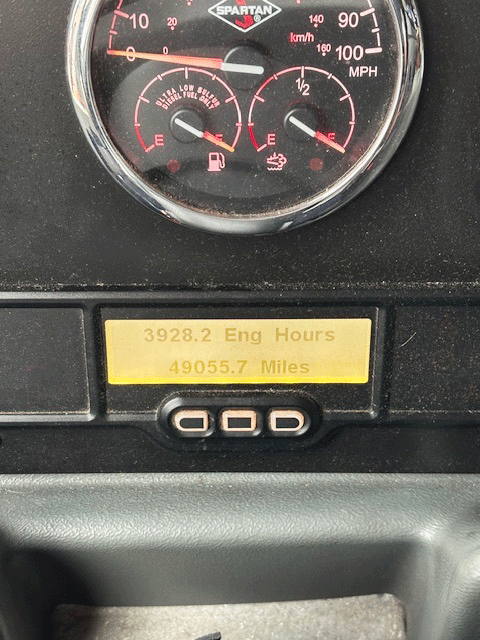 SPARTAN
10
20
140
90
km/h
0
0
160
100
MPH
ULTRA LOW SULFUR
DIESEL FUEL ONLY
1/2
E
F
E
F
3928.2 Eng Hours
49055.7 Miles